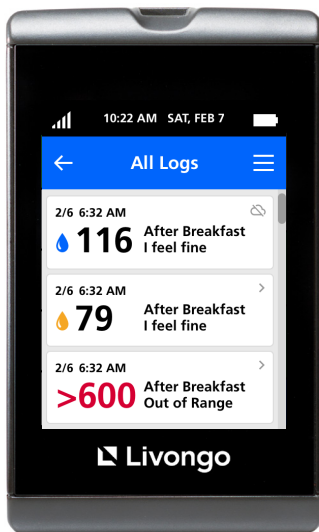 10:22 AM SAT, FEB 7
All Logs
2/6 6:32 AM
116
After Breakfast
I feel fine
2/6 6:32 AM
79
After Breakfast
I feel fine
2/6 6:32 AM
>600
After Breakfast
Out of Range
Livongo